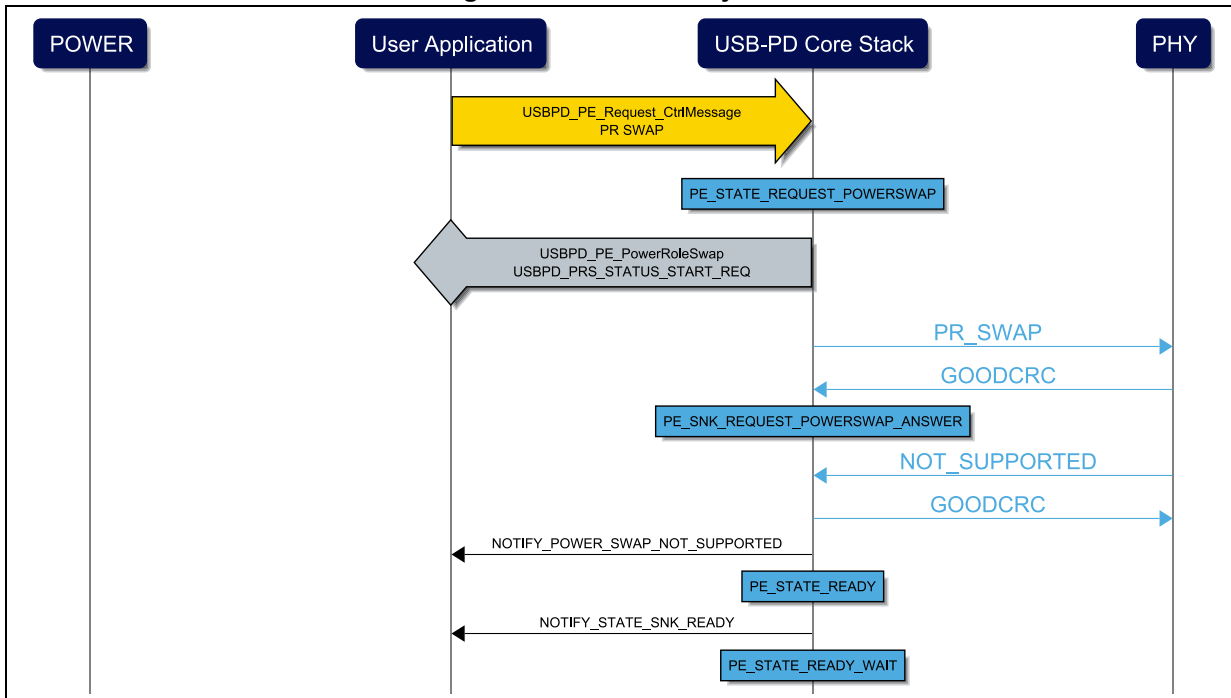 POWER
User Application
USB-PD Core Stack
PHY
USBPD_PE_Request_CtrlMessage
PR SWAP
PE_STATE_REQUEST_POWERSWAP
USBPD_PE_PowerRoleSwap
USBPD_PRS_STATUS_START_REQ
PR_SWAP
GOODCRC
PE_SNK_REQUEST_POWERSWAP_ANSWER
NOT_SUPPORTED
GOODCRC
NOTIFY_POWER_SWAP_NOT_SUPPORTED
PE_STATE_READY
NOTIFY_STATE_SNK_READY
PE_STATE_READY_WAIT